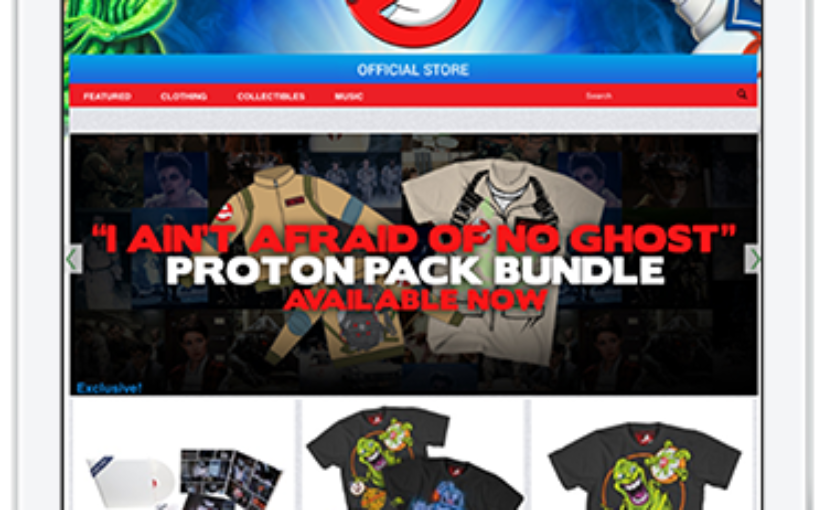 OFFICIAL STORE
FEATURED CLOTHING COLLECTIBLES MUSIC Search
“I AIN'T AFRAID OF NO GHOST”
PROTON PACK BUNDLE
AVAILABLE NOW
Exclusive!